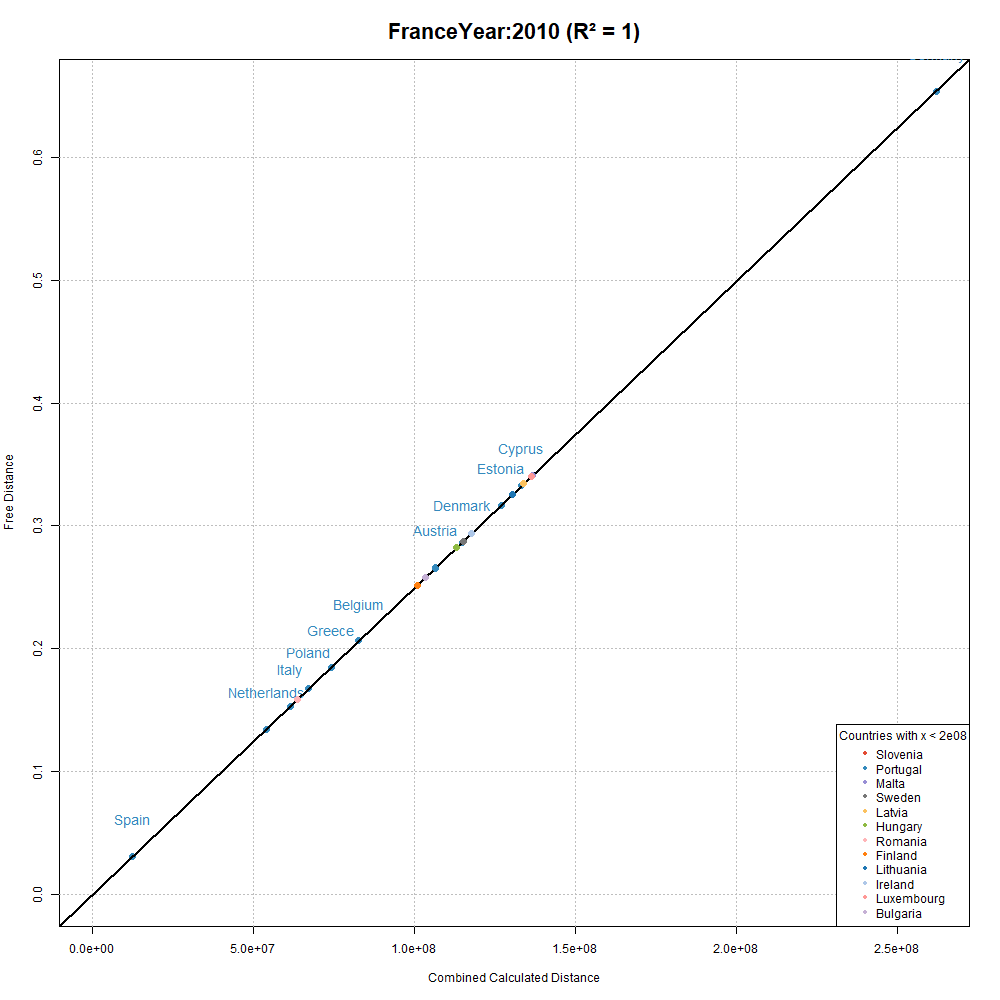 FranceYear:2010 (R² = 1)
Free Distance
0.6
0.5
0.4
0.3
0.2
0.1
0.0
Cyprus
Estonia
Denmark
Austria
Belgium
Greece
Poland
Italy
Netherlands
Spain
Countries with x < 2e08
Slovenia
Portugal
Malta
Sweden
Latvia
Hungary
Romania
Finland
Lithuania
Ireland
Luxembourg
Bulgaria
0.0e+00 5.0e+07 1.0e+08 1.5e+08 2.0e+08 2.5e+08
Combined Calculated Distance